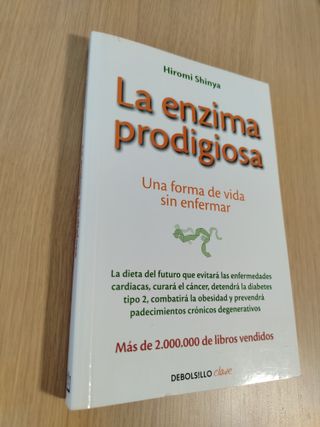 Hiromi Shinya
La enzima
prodigiosa
Una forma de vida
sin enfermar
La dieta del futuro que evitará las enfermedades
cardíacas, curará el cáncer, detendrá la diabetes
tipo 2, combatirá la obesidad y prevendrá
padecimientos crónicos degenerativos
Más de 2.000.000 de libros vendidos
DEBOLS!LLO clave